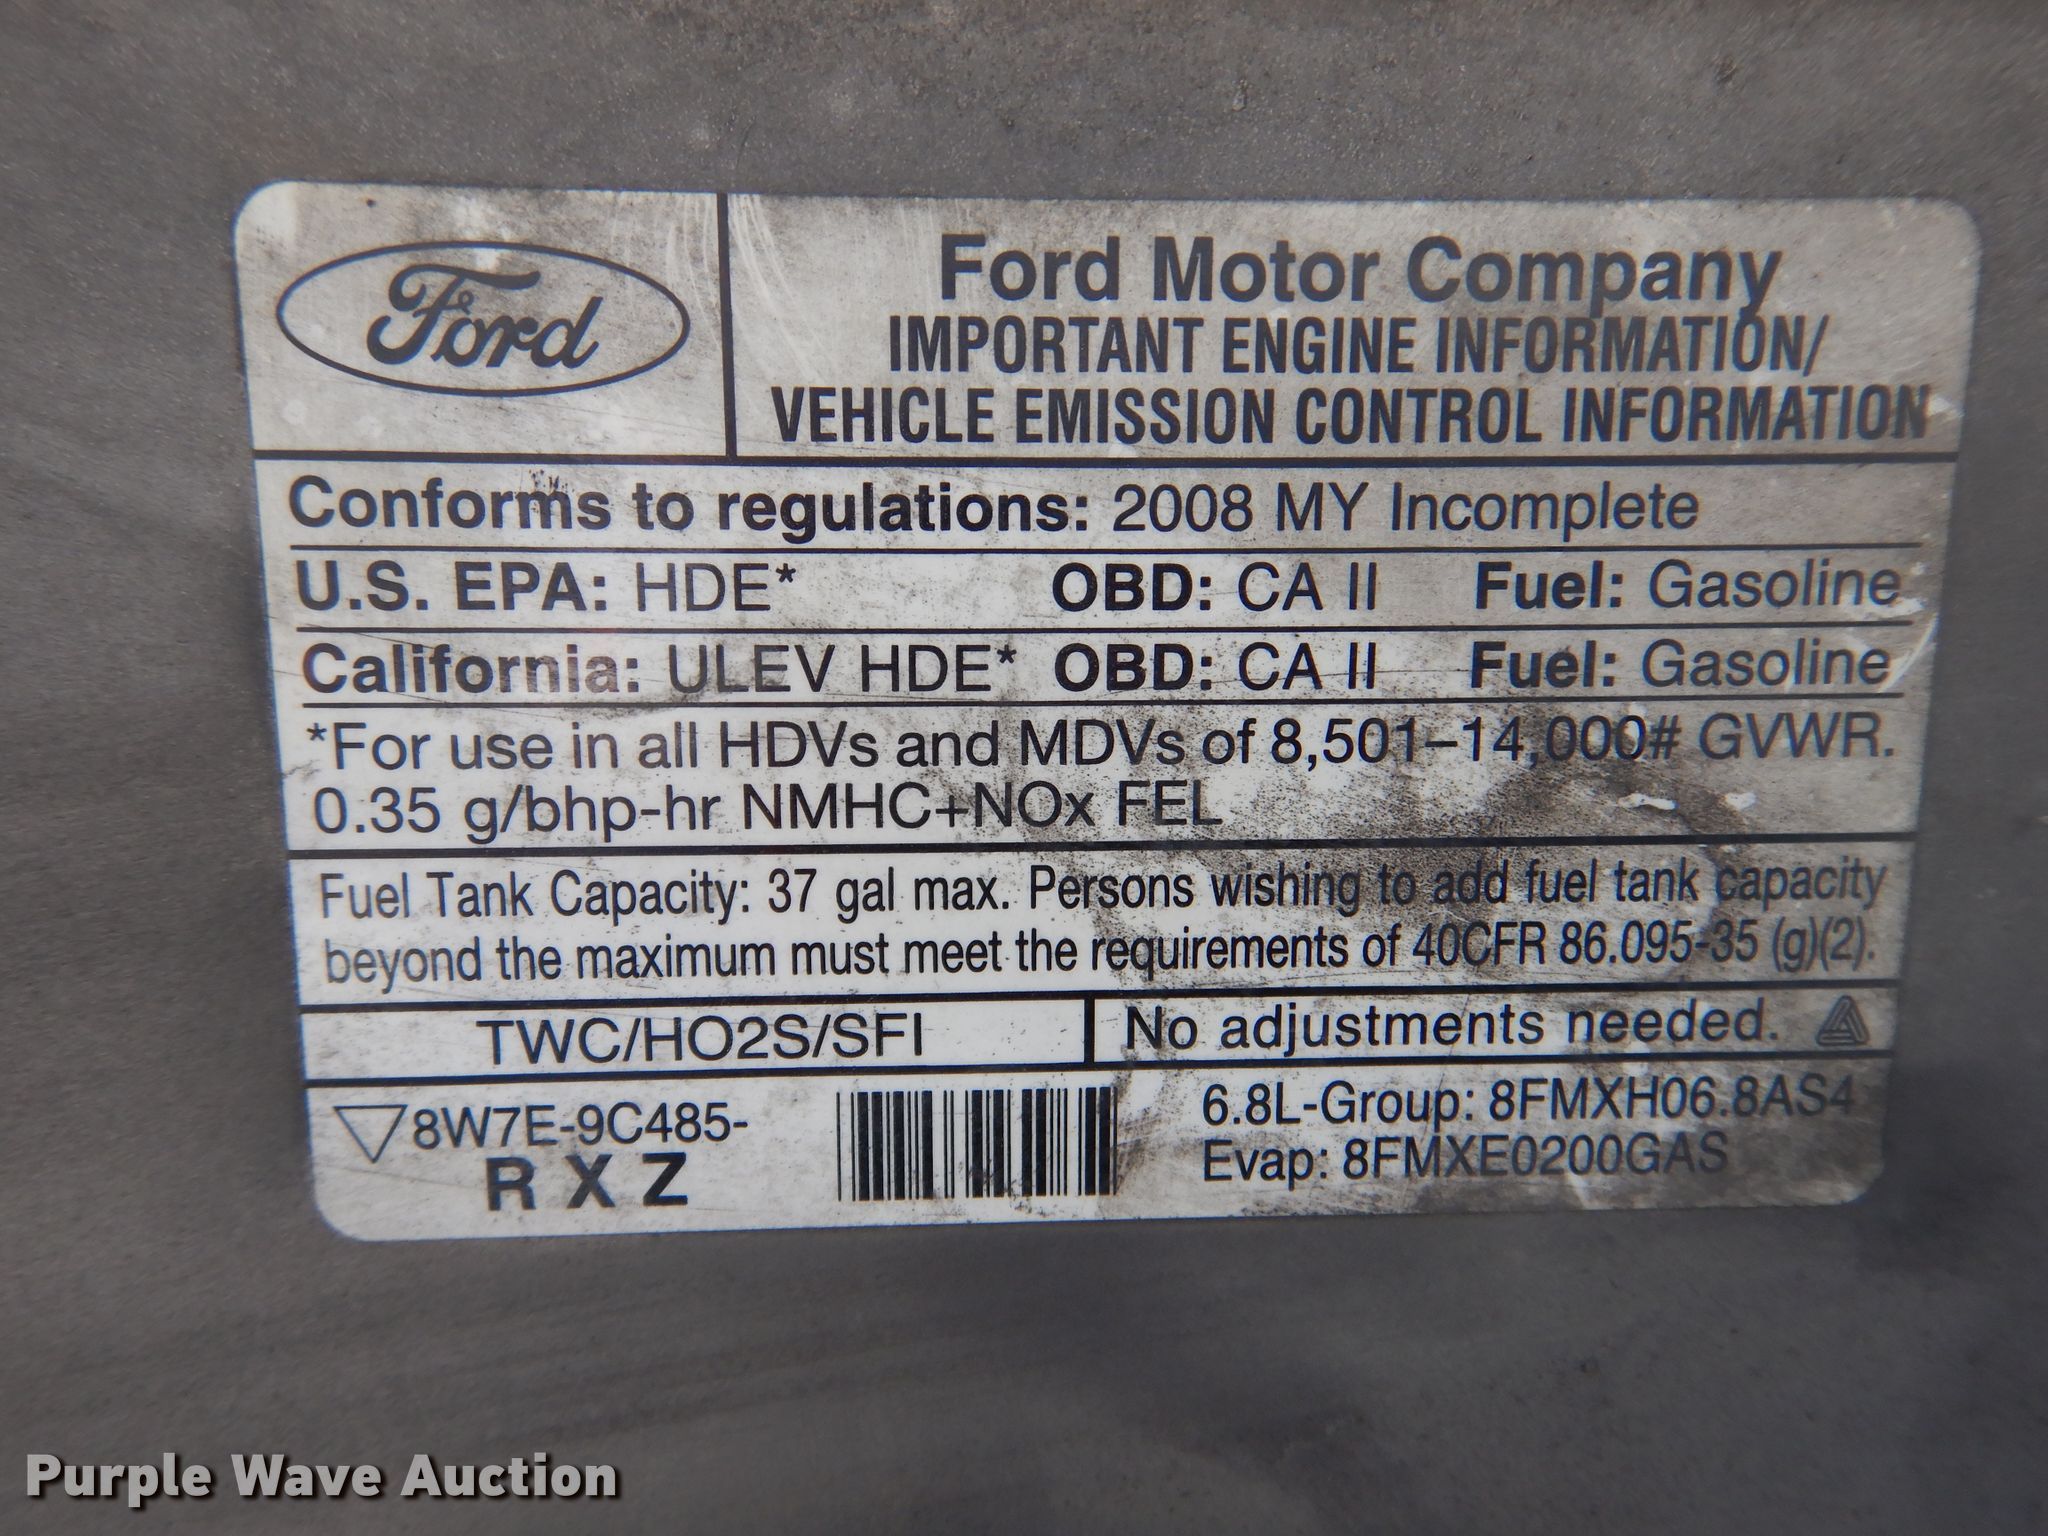 Ford
Ford Motor Company
IMPORTANT ENGINE INFORMATION/
VEHICLE EMISSION CONTROL INFORMATION
Conforms to regulations: 2008 MY Incomplete
U.S. EPA: HDE* OBD: CA II Fuel: Gasoline
California: ULEV HDE* OBD: CA II Fuel: Gasoline
*For use in all HDVs and MDVs of 8,501–14,000# GVWR.
0.35 g/bhp-hr NMHC+NOx FEL
Fuel Tank Capacity: 37 gal max. Persons wishing to add fuel tank capacity
beyond the maximum must meet the requirements of 40CFR 86.095-35 (g)(2).
TWC/HO2S/SFI No adjustments needed.
8W7E-9C485-
R X Z
6.8L-Group: 8FMXH06.8AS4
Evap: 8FMXE0200GAS
Purple Wave Auction